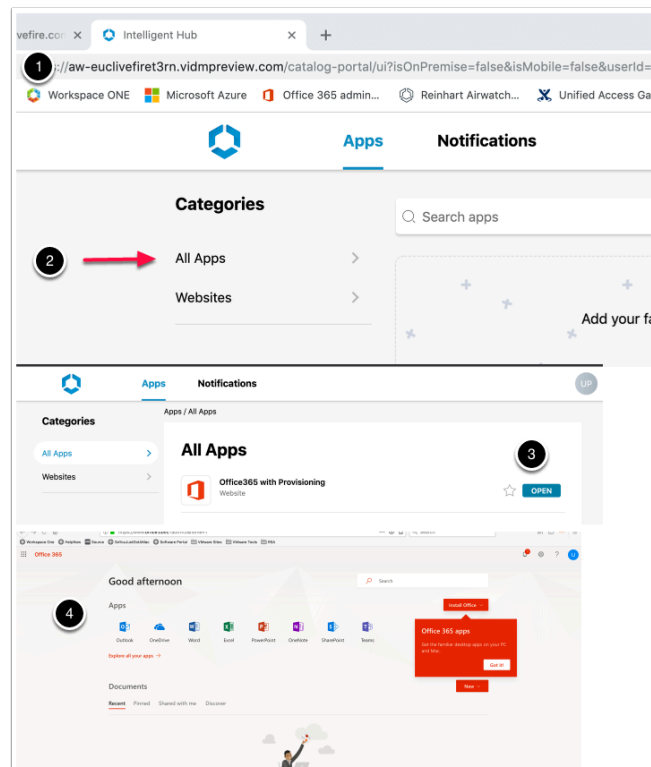 vefire.con × Intelligent Hub × +
1 ://aw-euclivefiret3rn.vidmpreview.com/catalog-portal/ui?isOnPremise=false&isMobile=false&userId=
Workspace ONE Microsoft Azure Office 365 admin... Reinhart Airwatch... Unified Access Ga
Apps Notifications
Categories
Search apps
2 All Apps
Websites
Add your fa
Apps Notifications UP
Categories
Apps / All Apps
All Apps
All Apps
3
Websites
Office365 with Provisioning
Website
OPEN
Office 365
Good afternoon
Search
4
Apps
Install Office
Outlook OneDrive Word Excel PowerPoint OneNote SharePoint Teams
Office 365 apps
Get the familiar desktop apps on your PC
and Mac.
Explore all your apps →
Got it!
Documents
New
Recent Pinned Shared with me Discover